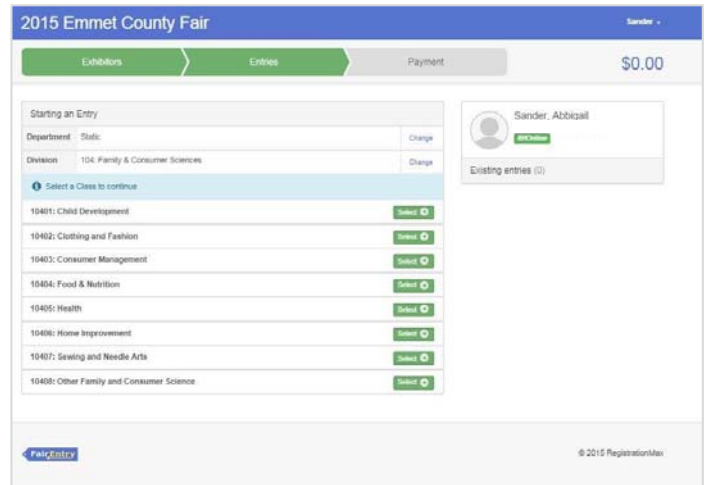 2015 Emmet County Fair
Sander
Exhibitors
Entries
Payment
$0.00
Starting an Entry
Department Static Change
Division 104: Family & Consumer Sciences Change
Select a Class to continue
10401: Child Development Select
10402: Clothing and Fashion Select
10403: Consumer Management Select
10404: Food & Nutrition Select
10405: Health Select
10406: Home Improvement Select
10407: Sewing and Needle Arts Select
10408: Other Family and Consumer Science Select
Sander, Abbigail
4HOnline
Existing entries (0)
FairEntry
© 2015 RegistrationMax